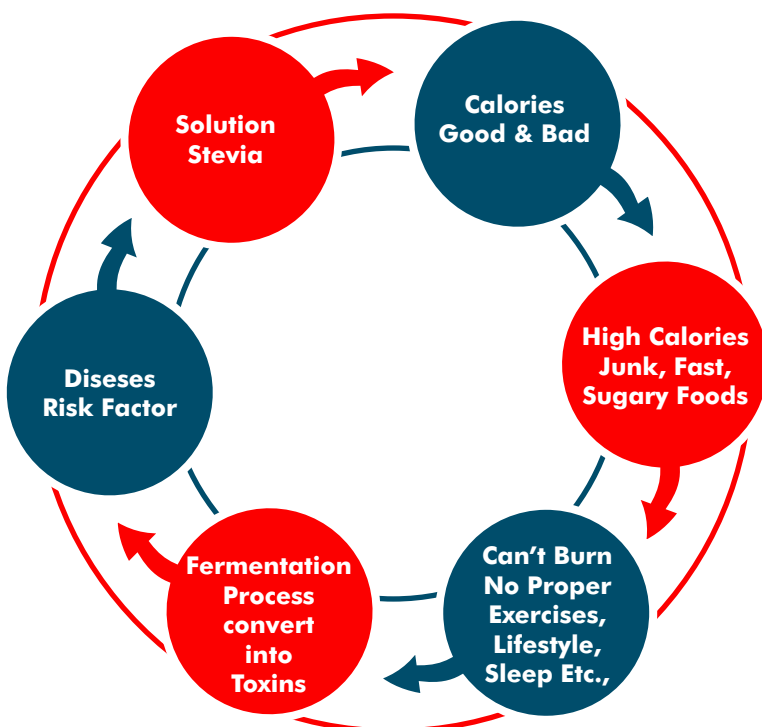 Solution
Stevia
Calories
Good & Bad
High Calories
Junk, Fast,
Sugary Foods
Can’t Burn
No Proper
Exercises,
Lifestyle,
Sleep Etc.,
Fermentation
Process
convert
into
Toxins
Diseses
Risk Factor